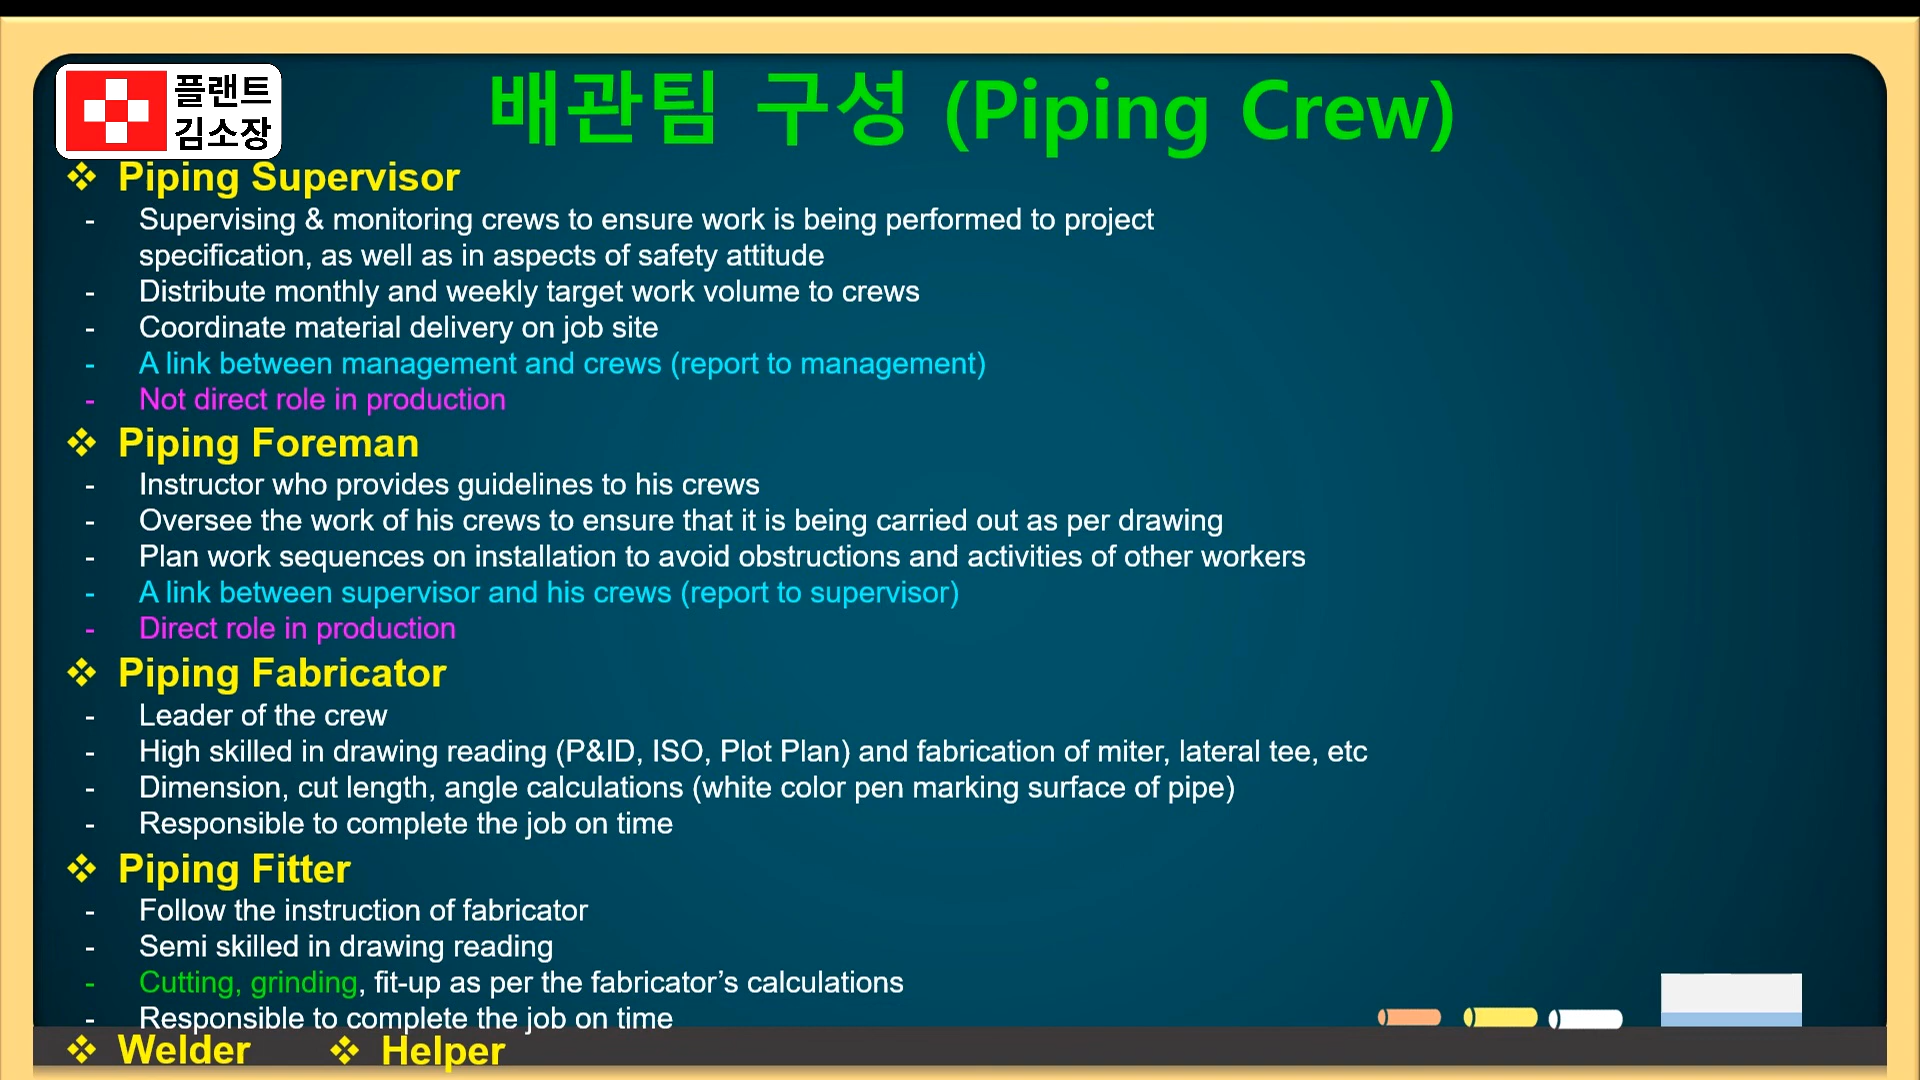 플랜트
김소장
배관팀 구성 (Piping Crew)
❖ Piping Supervisor
- Supervising & monitoring crews to ensure work is being performed to project
specification, as well as in aspects of safety attitude
- Distribute monthly and weekly target work volume to crews
- Coordinate material delivery on job site
- A link between management and crews (report to management)
- Not direct role in production
❖ Piping Foreman
- Instructor who provides guidelines to his crews
- Oversee the work of his crews to ensure that it is being carried out as per drawing
- Plan work sequences on installation to avoid obstructions and activities of other workers
- A link between supervisor and his crews (report to supervisor)
- Direct role in production
❖ Piping Fabricator
- Leader of the crew
- High skilled in drawing reading (P&ID, ISO, Plot Plan) and fabrication of miter, lateral tee, etc
- Dimension, cut length, angle calculations (white color pen marking surface of pipe)
- Responsible to complete the job on time
❖ Piping Fitter
- Follow the instruction of fabricator
- Semi skilled in drawing reading
- Cutting, grinding, fit-up as per the fabricator’s calculations
- Responsible to complete the job on time
❖ Welder ❖ Helper